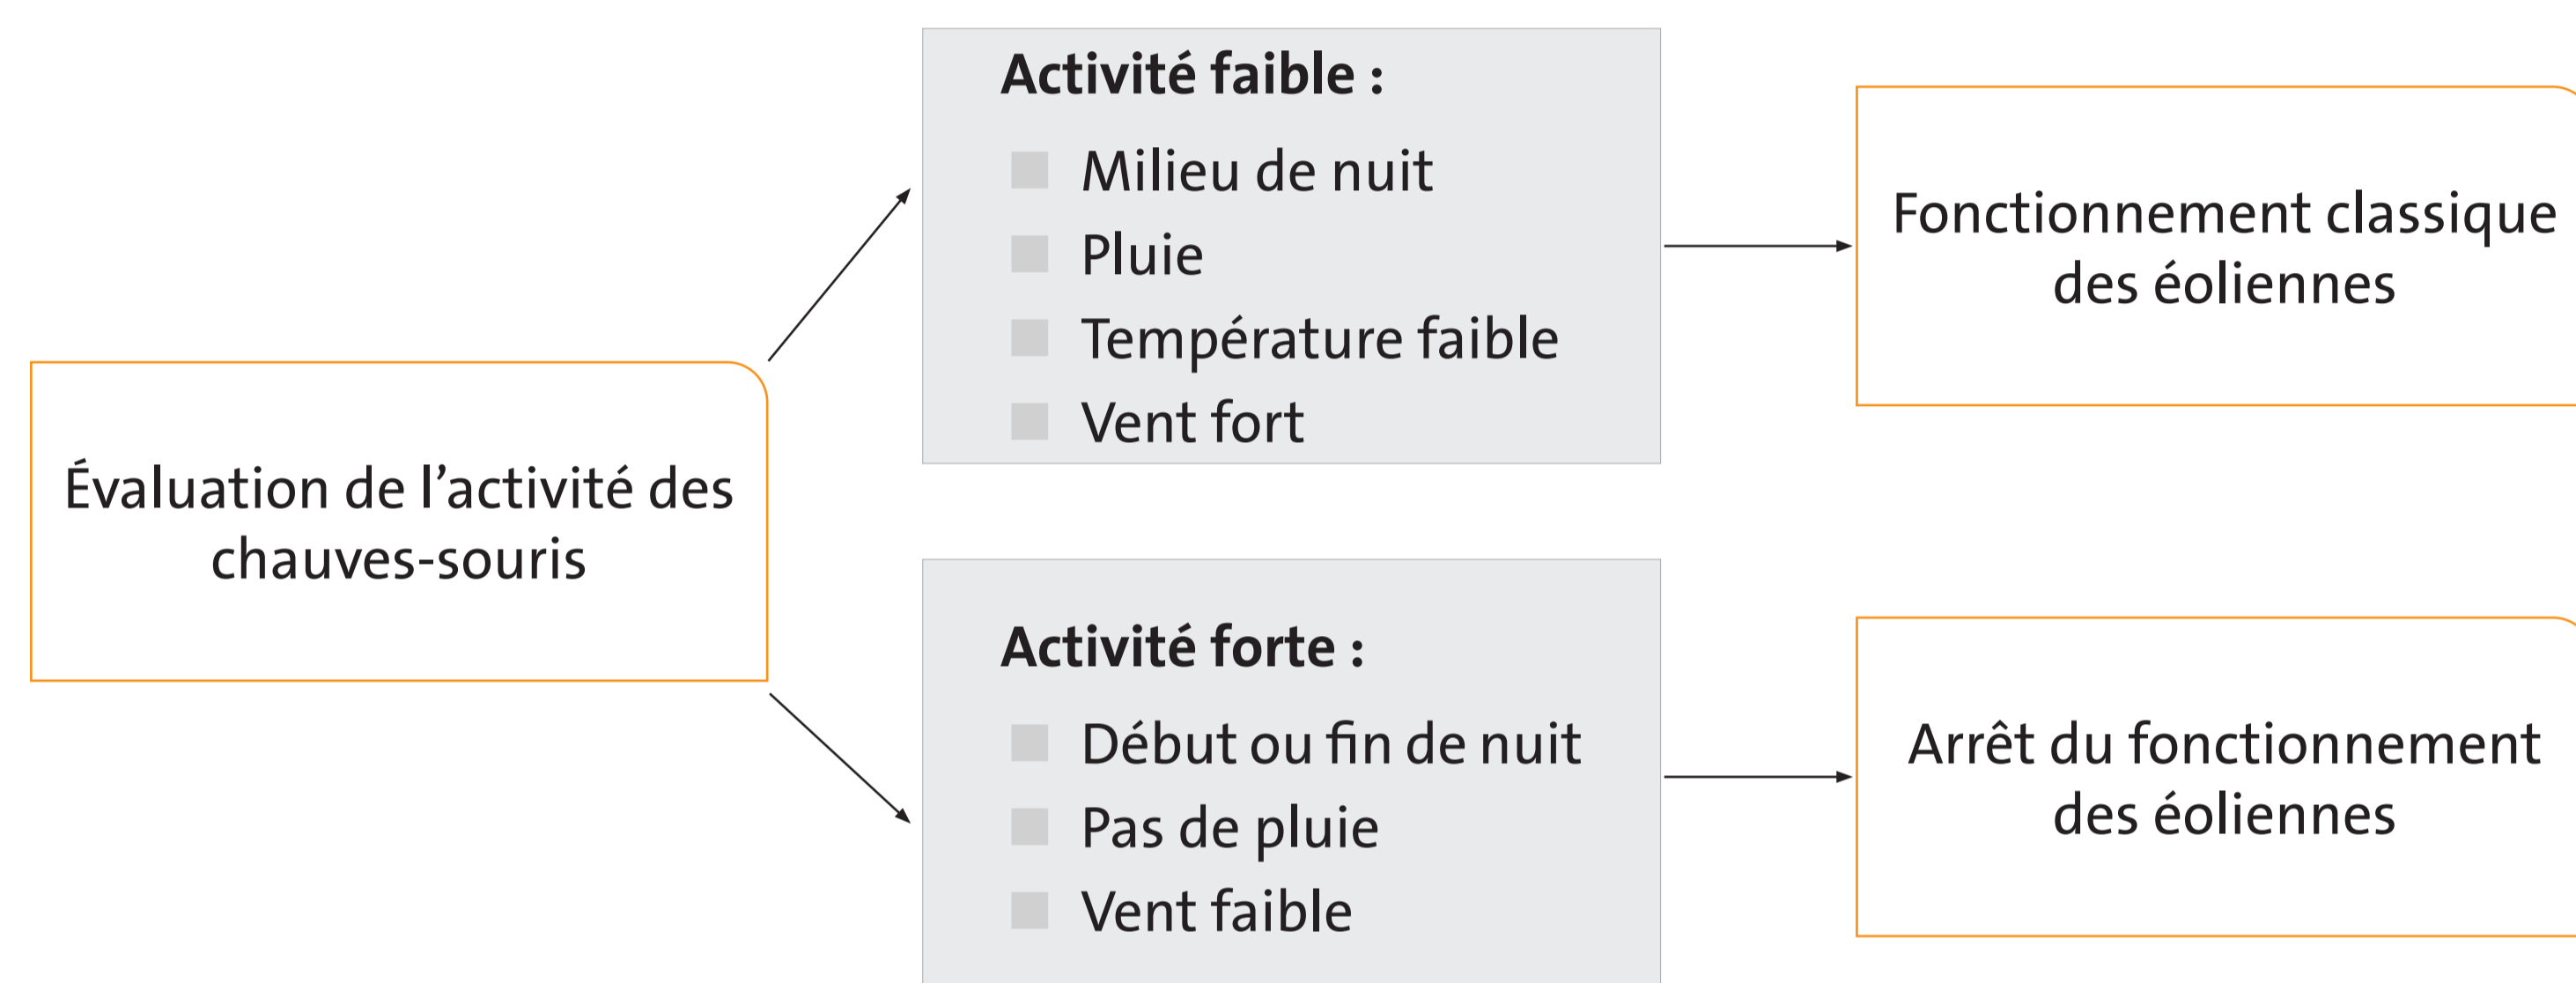 Évaluation de l’activité des
chauves-souris
Activité faible :
Milieu de nuit
Pluie
Température faible
Vent fort
Fonctionnement classique
des éoliennes
Activité forte :
Début ou fin de nuit
Pas de pluie
Vent faible
Arrêt du fonctionnement
des éoliennes